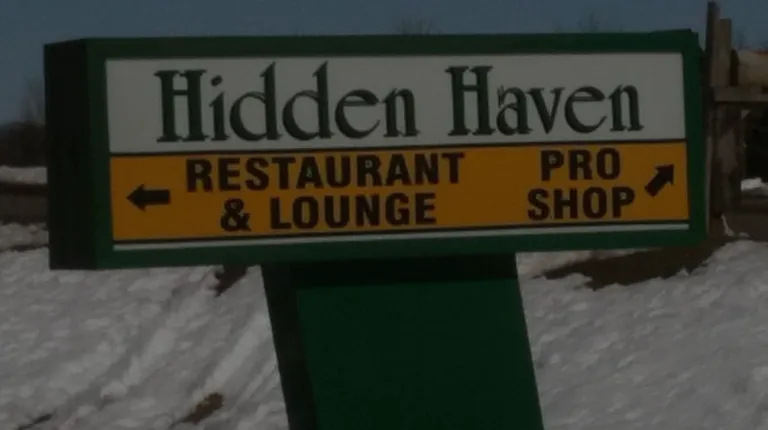 Hidden Haven
RESTAURANT
& LOUNGE
PRO
SHOP